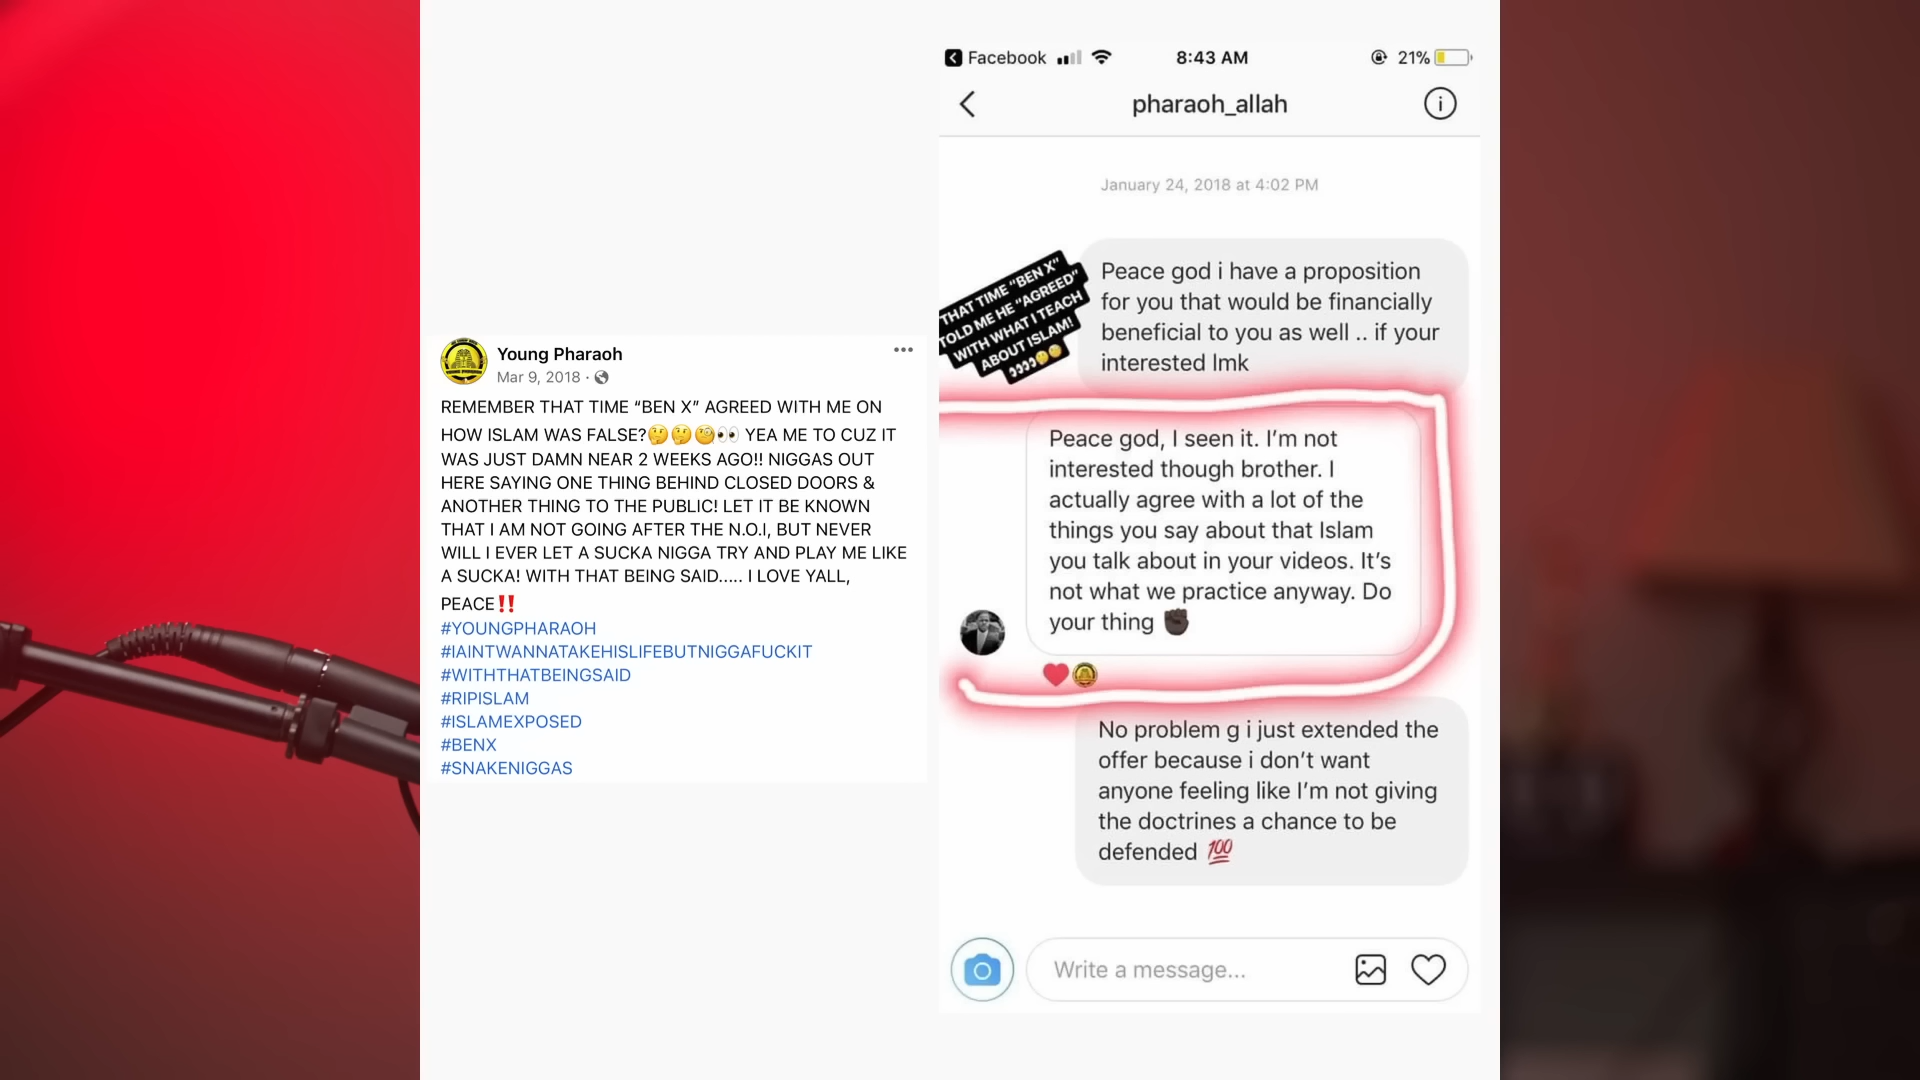 Young Pharaoh
Mar 9, 2018 ·
REMEMBER THAT TIME “BEN X” AGREED WITH ME ON
HOW ISLAM WAS FALSE?🤔🤔🧐👀 YEA ME TO CUZ IT
WAS JUST DAMN NEAR 2 WEEKS AGO!! NIGGAS OUT
HERE SAYING ONE THING BEHIND CLOSED DOORS &
ANOTHER THING TO THE PUBLIC! LET IT BE KNOWN
THAT I AM NOT GOING AFTER THE N.O.I, BUT NEVER
WILL I EVER LET A SUCKA NIGGA TRY AND PLAY ME LIKE
A SUCKA! WITH THAT BEING SAID..... I LOVE YALL,
PEACE‼️
#YOUNGPHARAOH
#IAINTWANNATAKEHISLIFEBUTNIGGAFUCKIT
#WITHTHATBEINGSAID
#RIPISLAM
#ISLAMEXPOSED
#BENX
#SNAKENIGGAS
Facebook 8:43 AM 21%
pharaoh_allah
January 24, 2018 at 4:02 PM
THAT TIME “BEN X”
TOLD ME HE “AGREED”
WITH WHAT I TEACH
ABOUT ISLAM!
Peace god i have a proposition
for you that would be financially
beneficial to you as well .. if your
interested lmk
Peace god, I seen it. I’m not
interested though brother. I
actually agree with a lot of the
things you say about that Islam
you talk about in your videos. It’s
not what we practice anyway. Do
your thing ✊🏿
No problem g i just extended the
offer because i don’t want
anyone feeling like I’m not giving
the doctrines a chance to be
defended 💯
Write a message...